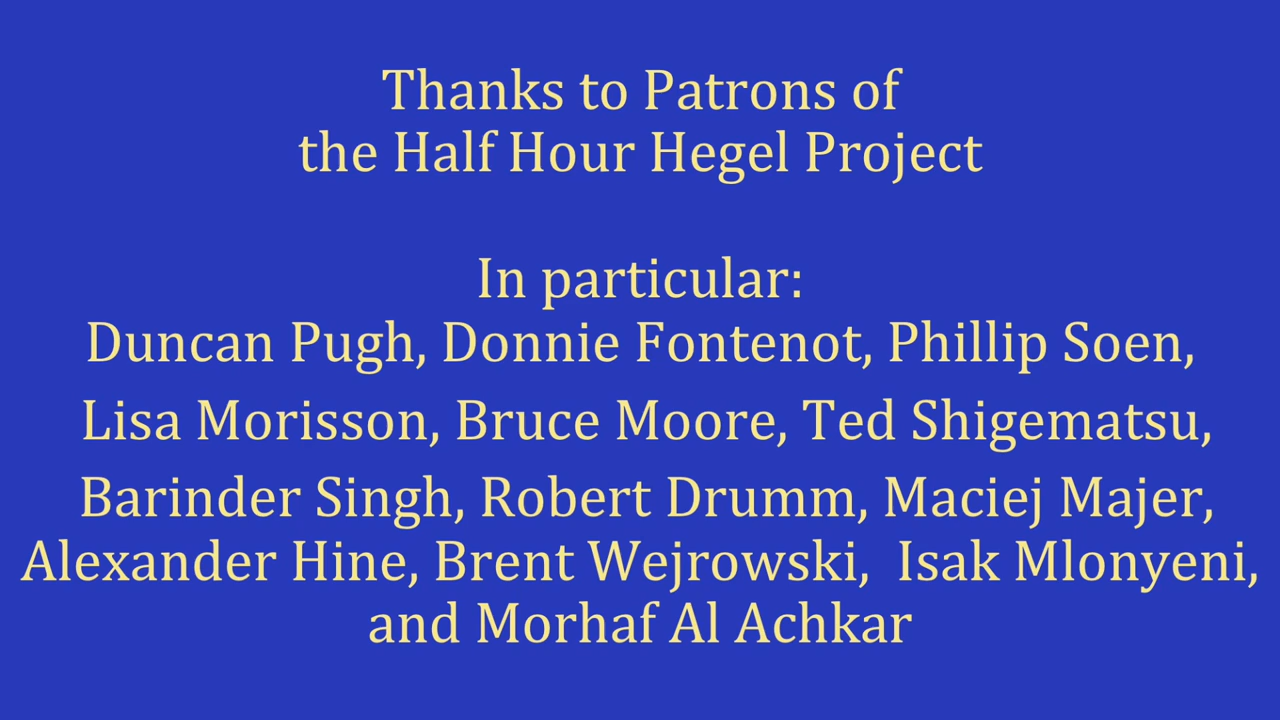 Thanks to Patrons of
the Half Hour Hegel Project
In particular:
Duncan Pugh, Donnie Fontenot, Phillip Soen,
Lisa Morisson, Bruce Moore, Ted Shigematsu,
Barinder Singh, Robert Drumm, Maciej Majer,
Alexander Hine, Brent Wejrowski, Isak Mlonyeni,
and Morhaf Al Achkar